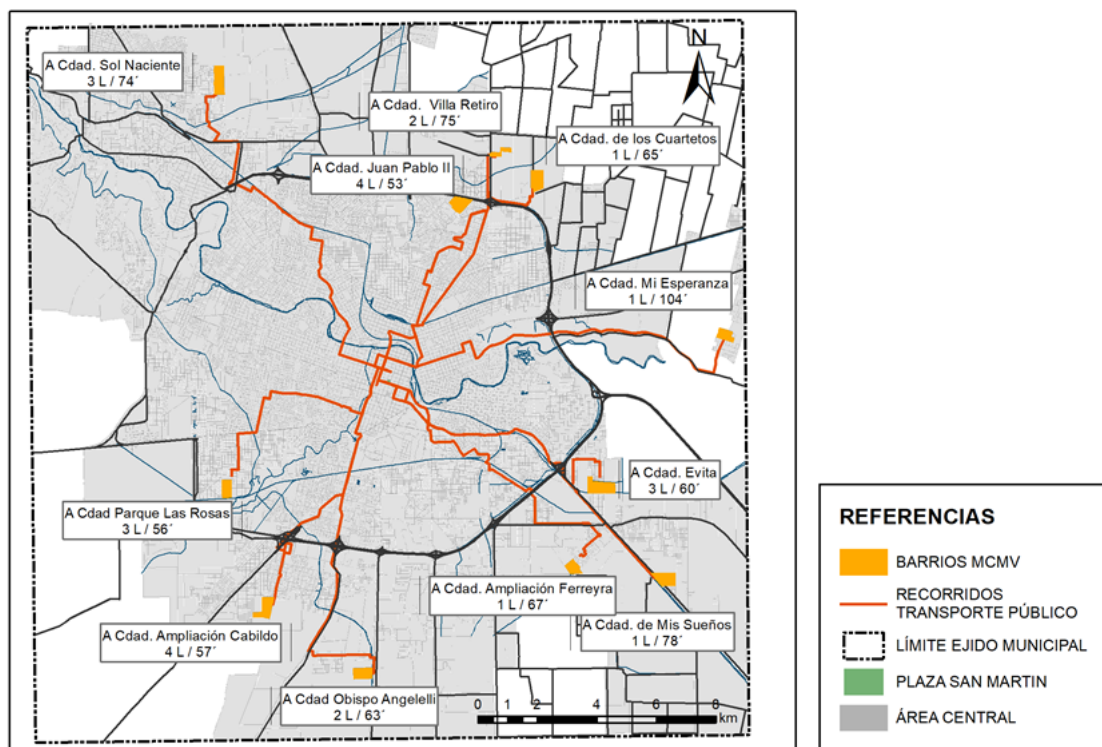 N
A Cdad. Sol Naciente
3 L / 74´
A Cdad. Villa Retiro
2 L / 75´
A Cdad. de los Cuartetos
1 L / 65´
A Cdad. Juan Pablo II
4 L / 53´
A Cdad. Mi Esperanza
1 L / 104´
A Cdad. Evita
3 L / 60´
A Cdad Parque Las Rosas
3 L / 56´
A Cdad. Ampliación Ferreyra
1 L / 67´
A Cdad. de Mis Sueños
1 L / 78´
A Cdad. Ampliación Cabildo
4 L / 57´
A Cdad Obispo Angelelli
2 L / 63´
0 1 2 4 6 8
km
REFERENCIAS
BARRIOS MCMV
RECORRIDOS
TRANSPORTE PÚBLICO
LÍMITE EJIDO MUNICIPAL
PLAZA SAN MARTIN
ÁREA CENTRAL